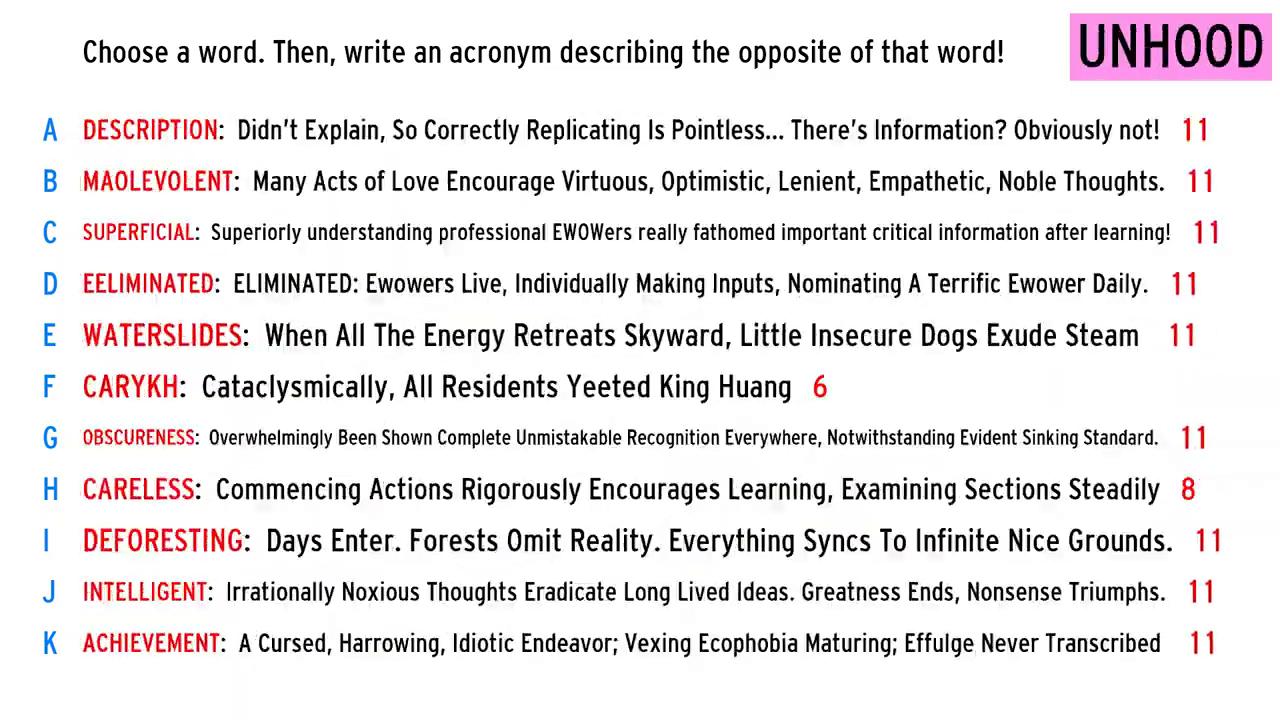 Choose a word. Then, write an acronym describing the opposite of that word!
UNHOOD
A DESCRIPTION: Didn't Explain, So Correctly Replicating Is Pointless... There's Information? Obviously not! 11
B MAOLEVOLENT: Many Acts of Love Encourage Virtuous, Optimistic, Lenient, Empathetic, Noble Thoughts. 11
C SUPERFICIAL: Superiorly understanding professional EWOWers really fathomed important critical information after learning! 11
D EELIMINATED: ELIMINATED: Ewowers Live, Individually Making Inputs, Nominating A Terrific Ewower Daily. 11
E WATERSLIDES: When All The Energy Retreats Skyward, Little Insecure Dogs Exude Steam 11
F CARYKH: Cataclysmically, All Residents Yeeted King Huang 6
G OBSCURENESS: Overwhelmingly Been Shown Complete Unmistakable Recognition Everywhere, Notwithstanding Evident Sinking Standard. 11
H CARELESS: Commencing Actions Rigorously Encourages Learning, Examining Sections Steadily 8
I DEFORESTING: Days Enter. Forests Omit Reality. Everything Syncs To Infinite Nice Grounds. 11
J INTELLIGENT: Irrationally Noxious Thoughts Eradicate Long Lived Ideas. Greatness Ends, Nonsense Triumphs. 11
K ACHIEVEMENT: A Cursed, Harrowing, Idiotic Endeavor; Vexing Ecophobia Maturing; Effulge Never Transcribed 11